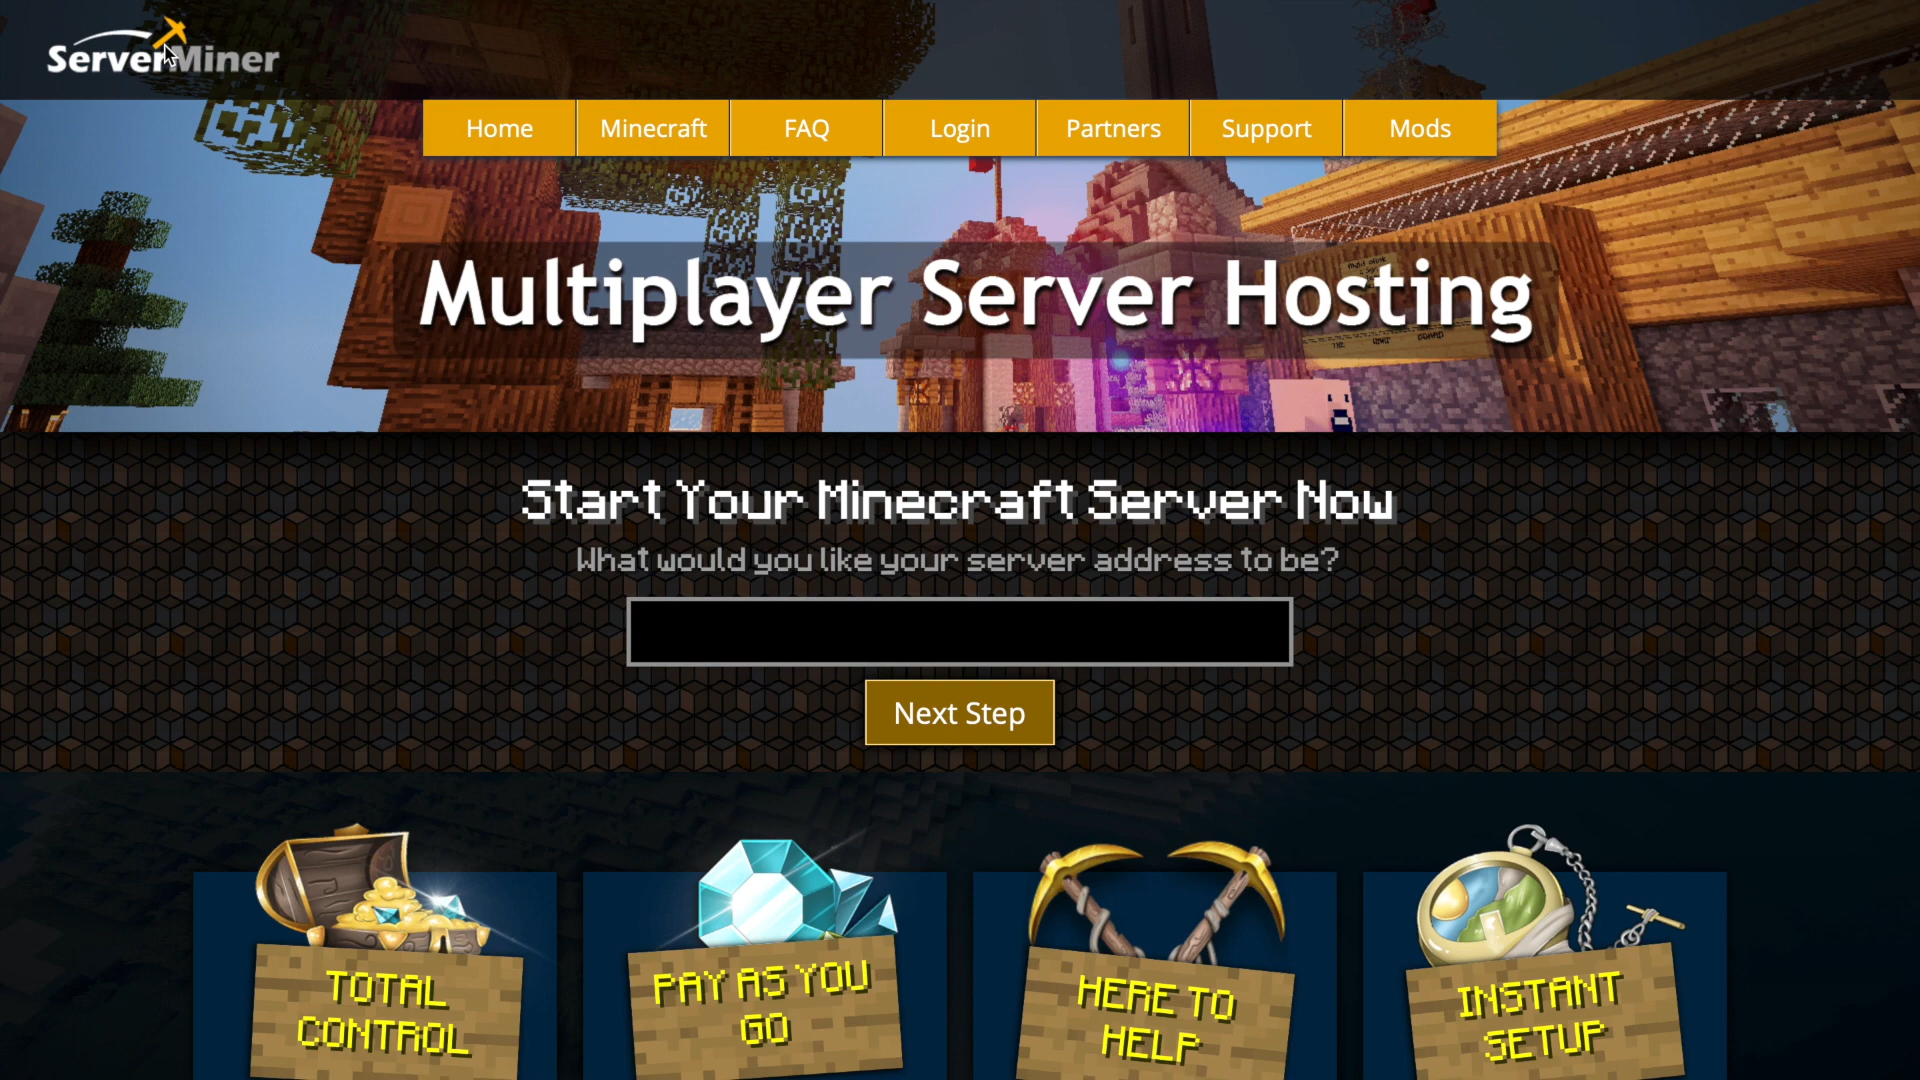 ServerMiner
Home
Minecraft
FAQ
Login
Partners
Support
Mods
Multiplayer Server Hosting
Start Your Minecraft Server Now
What would you like your server address to be?
Next Step
TOTAL
CONTROL
PAY AS YOU
GO
HERE TO
HELP
INSTANT
SETUP